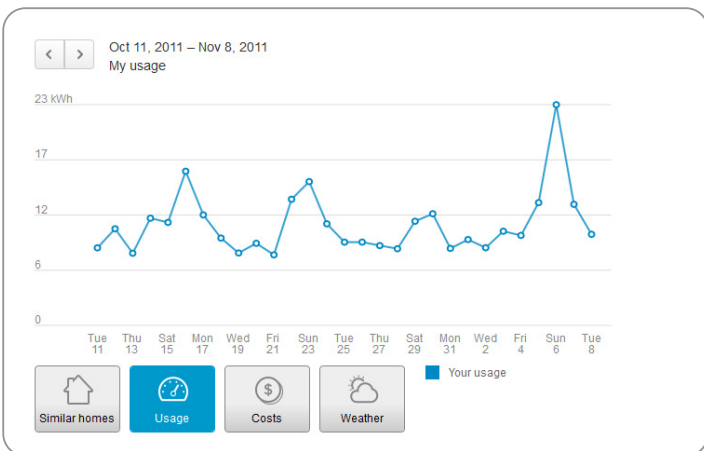 Oct 11, 2011 – Nov 8, 2011
My usage
23 kWh
17
12
6
0
Tue Thu Sat Mon Wed Fri Sun Tue Thu Sat Mon Wed Fri Sun Tue
11 13 15 17 19 21 23 25 27 29 31 2 4 6 8
Your usage
Similar homes Usage Costs Weather